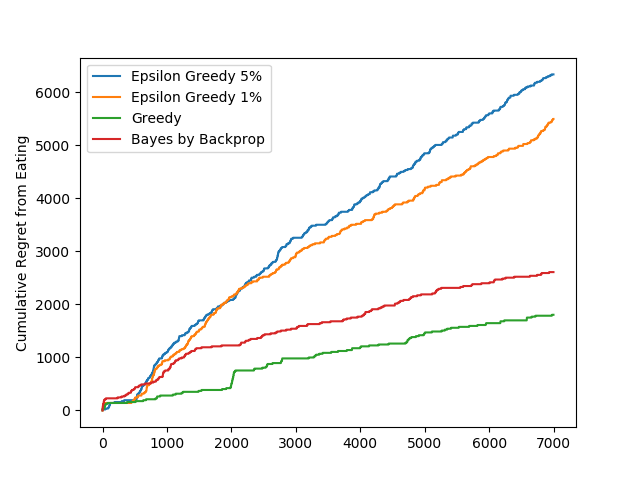 Epsilon Greedy 5%
Epsilon Greedy 1%
Greedy
Bayes by Backprop
Cumulative Regret from Eating
6000
5000
4000
3000
2000
1000
0
0 1000 2000 3000 4000 5000 6000 7000